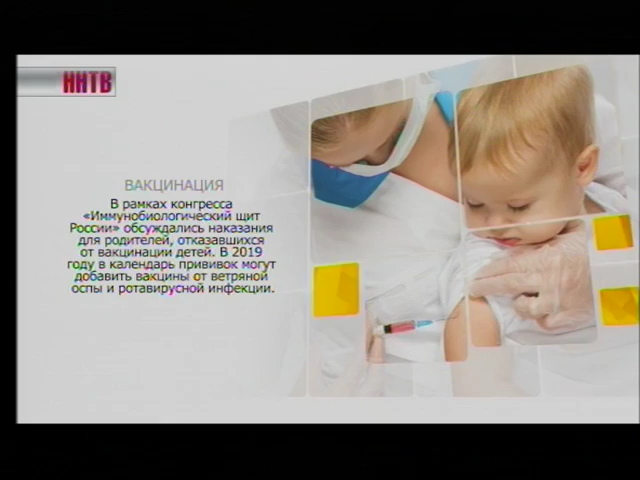 ННТВ
ВАКЦИНАЦИЯ
В рамках конгресса
«Иммунобиологический щит
России» обсуждались наказания
для родителей, отказавшихся
от вакцинации детей. В 2019
году в календарь прививок могут
добавить вакцины от ветряной
оспы и ротавирусной инфекции.